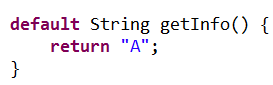 default String getInfo() {
    return "A";
}